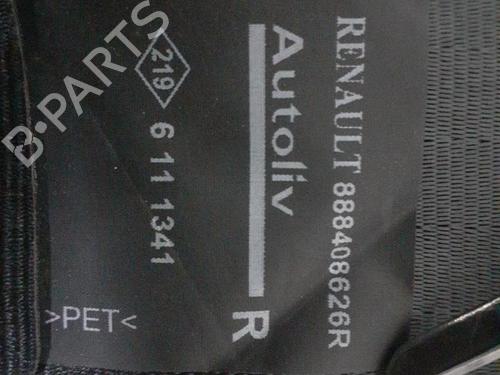 RENAULT 888408626R
Autoliv R
219 6 11 1341
>PET<
B-PARTS